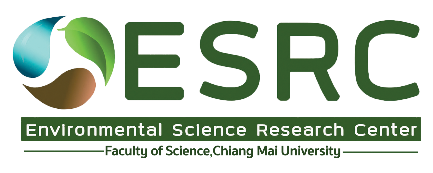 ESRC
Environmental Science Research Center
Faculty of Science,Chiang Mai University